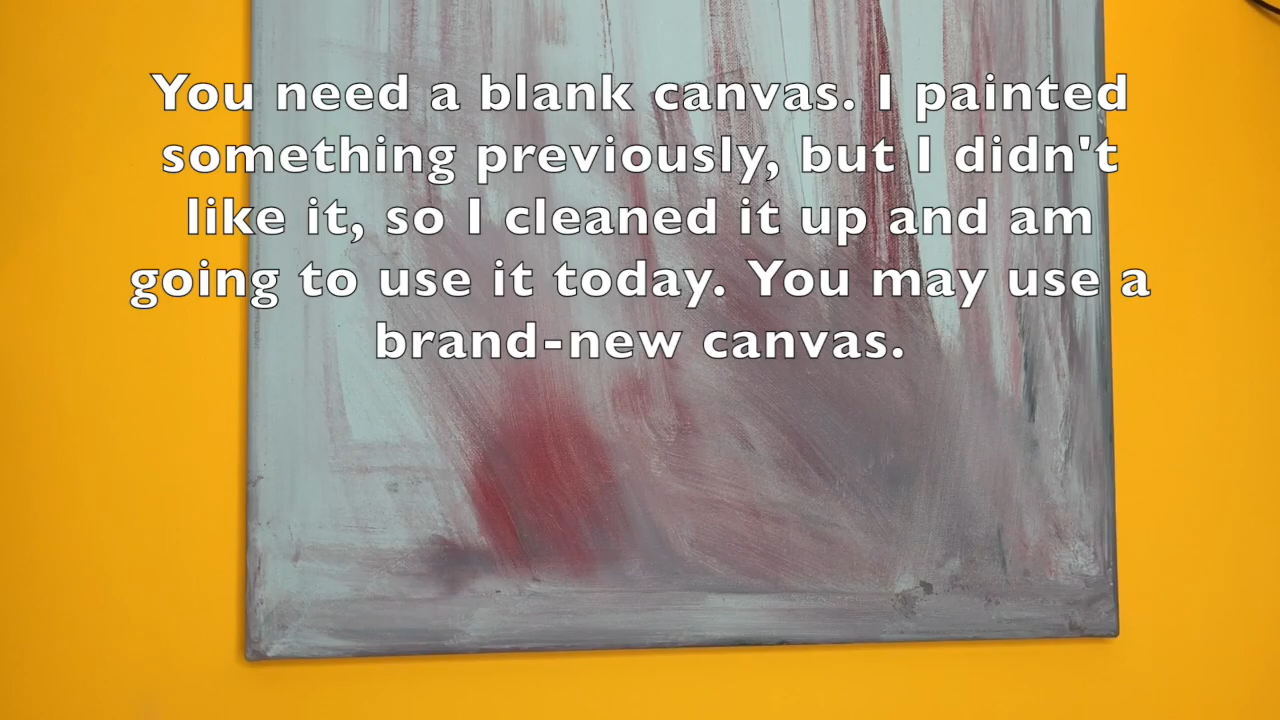 You need a blank canvas. I painted
something previously, but I didn't
like it, so I cleaned it up and am
going to use it today. You may use a
brand-new canvas.